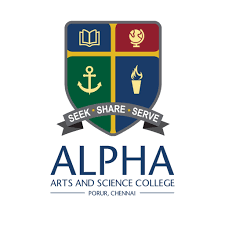 SEEK • SHARE • SERVE
ALPHA
ARTS AND SCIENCE COLLEGE
PORUR, CHENNAI